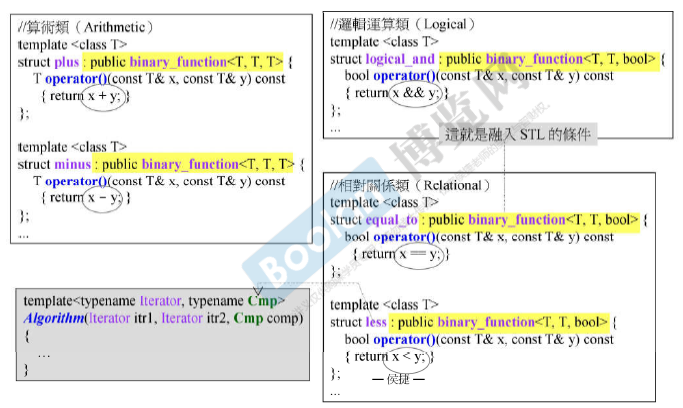 //算術類（Arithmetic）
template <class T>
struct plus : public binary_function<T, T, T> {
T operator()(const T& x, const T& y) const
{ return x + y; }
};
template <class T>
struct minus : public binary_function<T, T, T> {
T operator()(const T& x, const T& y) const
{ return x – y; }
};
...
template<typename Iterator, typename Cmp>
Algorithm(Iterator itr1, Iterator itr2, Cmp comp)
{
...
}
//邏輯運算類（Logical）
template <class T>
struct logical_and : public binary_function<T, T, bool> {
bool operator()(const T& x, const T& y) const
{ return x && y; }
};
...
這就是融入 STL 的條件
//相對關係類（Relational）
template <class T>
struct equal_to : public binary_function<T, T, bool> {
bool operator()(const T& x, const T& y) const
{ return x == y; }
};
template <class T>
struct less : public binary_function<T, T, bool> {
bool operator()(const T& x, const T& y) const
{ return x < y; }
};
...
— 侯捷 —
Boolan 博览网